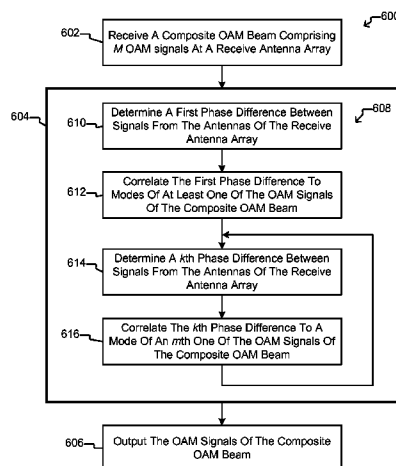 600
602
Receive A Composite OAM Beam Comprising
M OAM signals At A Receive Antenna Array
604
608
610
Determine A First Phase Difference Between
Signals From The Antennas Of The Receive
Antenna Array
612
Correlate The First Phase Difference To
Modes Of At Least One Of The OAM Signals
Of The Composite OAM Beam
614
Determine A kth Phase Difference Between
Signals From The Antennas Of The Receive
Antenna Array
616
Correlate The kth Phase Difference To A
Mode Of An mth One Of The OAM Signals Of
The Composite OAM Beam
606
Output The OAM Signals Of The Composite
OAM Beam